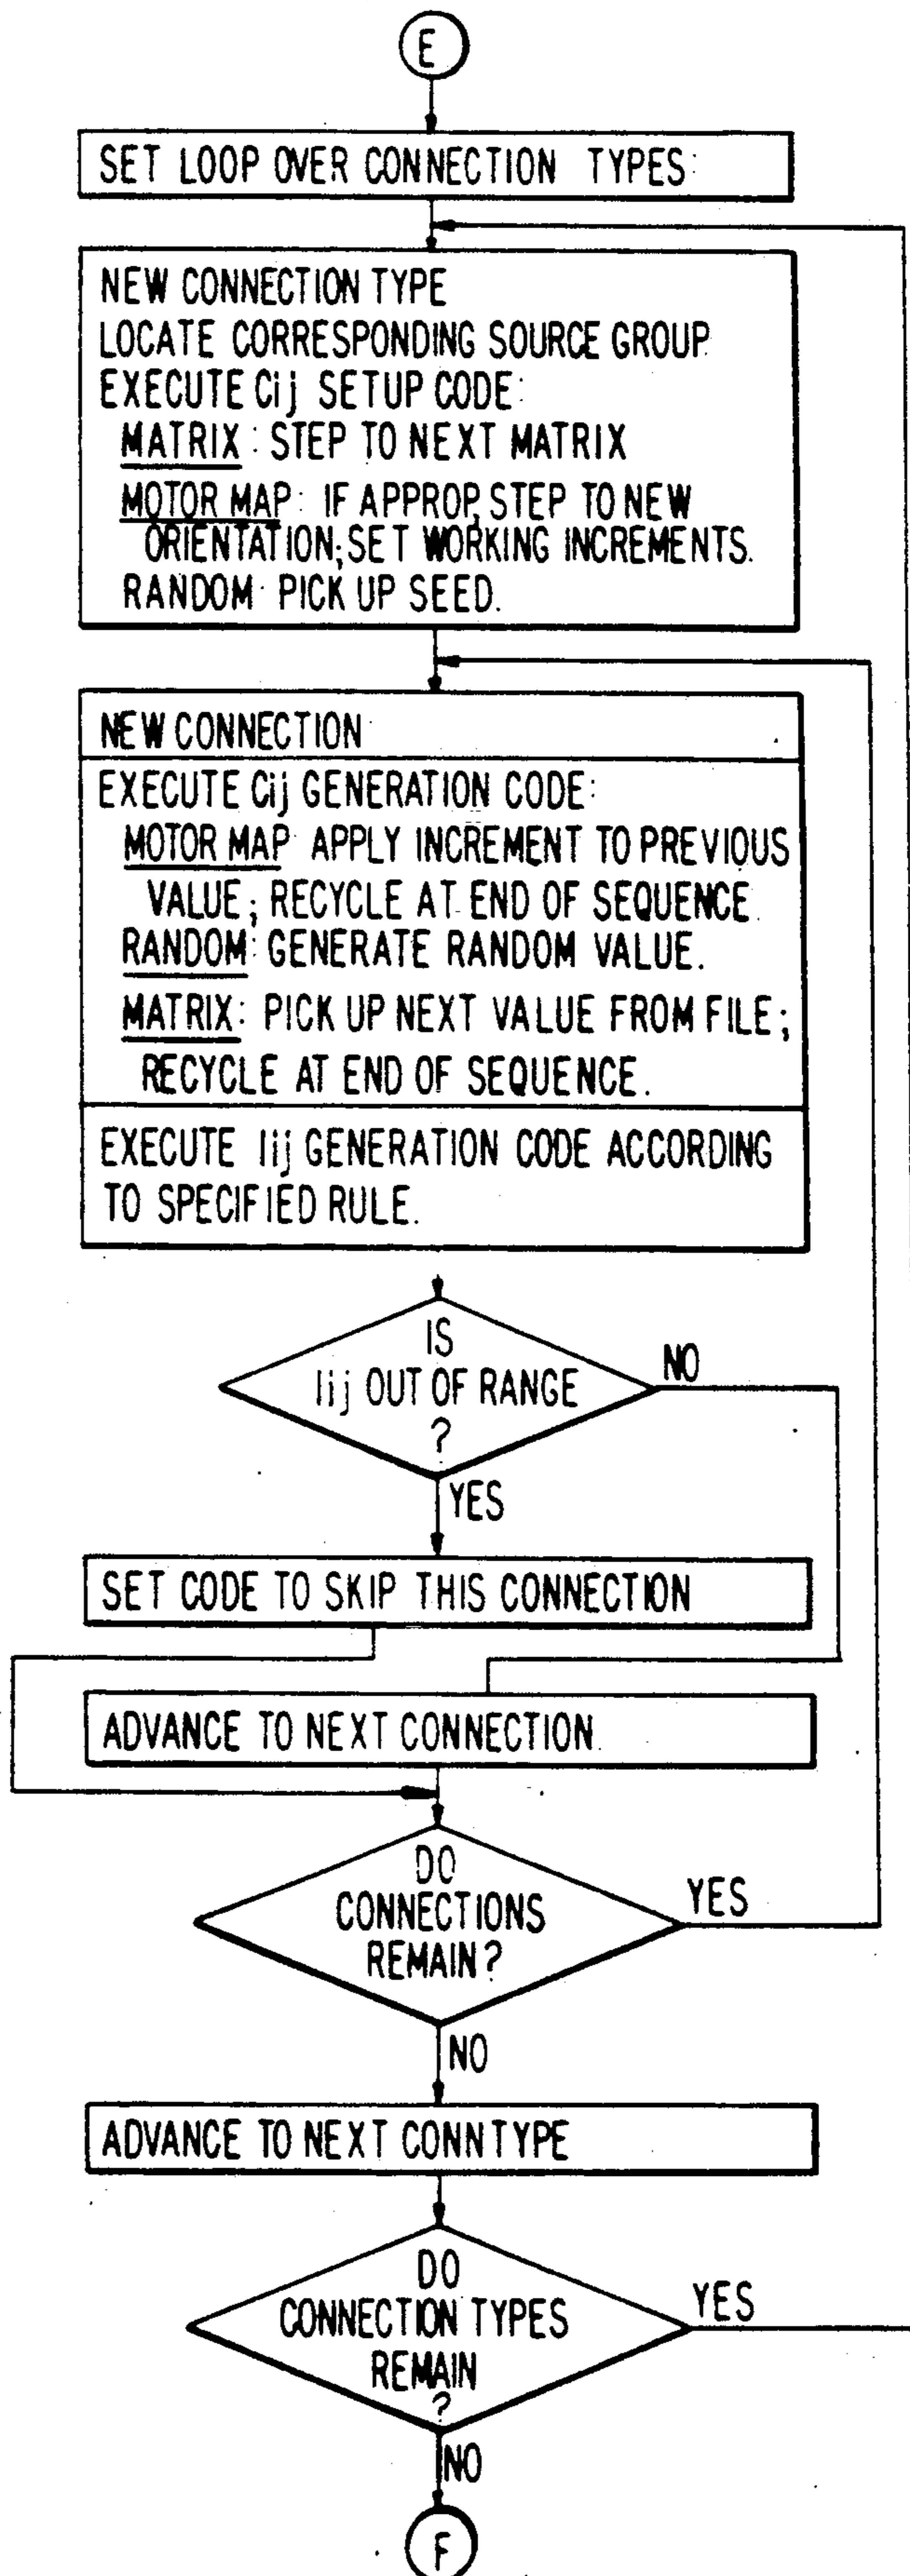 E
SET LOOP OVER CONNECTION TYPES
NEW CONNECTION TYPE
LOCATE CORRESPONDING SOURCE GROUP
EXECUTE Cij SETUP CODE:
MATRIX: STEP TO NEXT MATRIX
MOTOR MAP: IF APPROP, STEP TO NEW
ORIENTATION; SET WORKING INCREMENTS.
RANDOM: PICK UP SEED.
NEW CONNECTION
EXECUTE Cij GENERATION CODE:
MOTOR MAP: APPLY INCREMENT TO PREVIOUS
VALUE; RECYCLE AT END OF SEQUENCE.
RANDOM: GENERATE RANDOM VALUE.
MATRIX: PICK UP NEXT VALUE FROM FILE;
RECYCLE AT END OF SEQUENCE.
EXECUTE Iij GENERATION CODE ACCORDING
TO SPECIFIED RULE.
IS
Iij OUT OF RANGE
?
NO
YES
SET CODE TO SKIP THIS CONNECTION
ADVANCE TO NEXT CONNECTION
DO
CONNECTIONS
REMAIN?
YES
NO
ADVANCE TO NEXT CONNTYPE
DO
CONNECTION TYPES
REMAIN
?
YES
NO
F